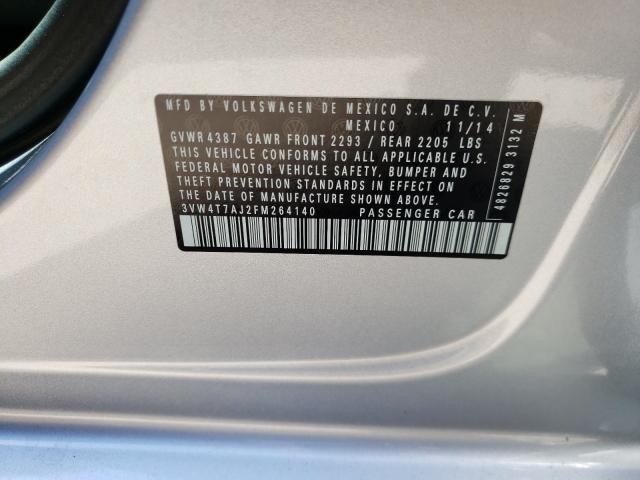 MFD BY VOLKSWAGEN DE MEXICO S.A. DE C.V.
MEXICO 11/14
GVWR 4387 GAWR FRONT 2293 / REAR 2205 LBS
THIS VEHICLE CONFORMS TO ALL APPLICABLE U.S.
FEDERAL MOTOR VEHICLE SAFETY, BUMPER AND
THEFT PREVENTION STANDARDS IN EFFECT ON
THE DATE OF MANUFACTURE SHOWN ABOVE.
3VW4T7AJ2FM264140 PASSENGER CAR
4826829 3132 M